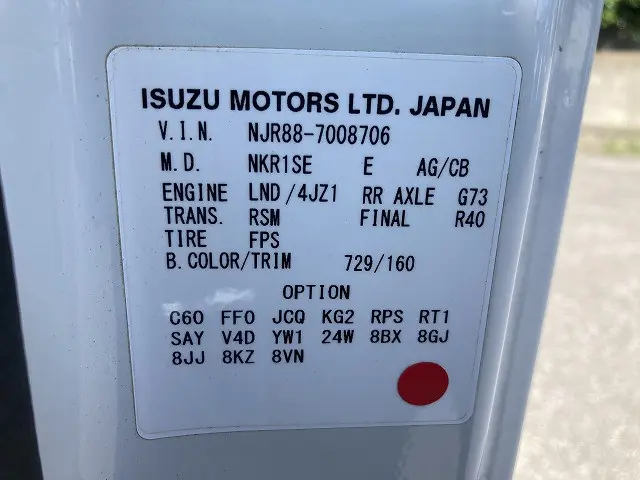 ISUZU MOTORS LTD. JAPAN
V.I.N. NJR88-7008706
M.D. NKR1SE E AG/CB
ENGINE LND/4JZ1 RR AXLE G73
TRANS. RSM FINAL R40
TIRE FPS
B.COLOR/TRIM 729/160
OPTION
C60 FF0 JCQ KG2 RPS RT1
SAY V4D YW1 24W 8BX 8GJ
8JJ 8KZ 8VN